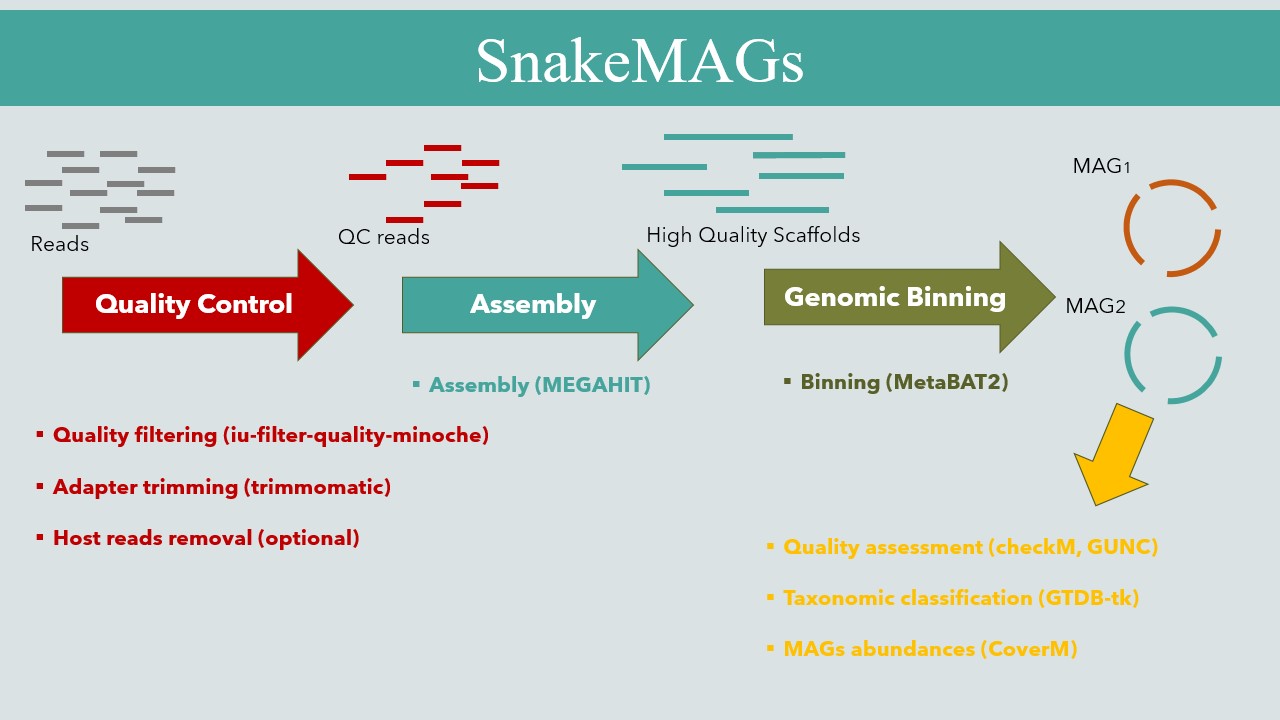 SnakeMAGs
Reads
QC reads
High Quality Scaffolds
MAG1
MAG2
Quality Control
Assembly
Genomic Binning
▪ Assembly (MEGAHIT)
▪ Binning (MetaBAT2)
▪ Quality filtering (iu-filter-quality-minoche)
▪ Adapter trimming (trimmomatic)
▪ Host reads removal (optional)
▪ Quality assessment (checkM, GUNC)
▪ Taxonomic classification (GTDB-tk)
▪ MAGs abundances (CoverM)